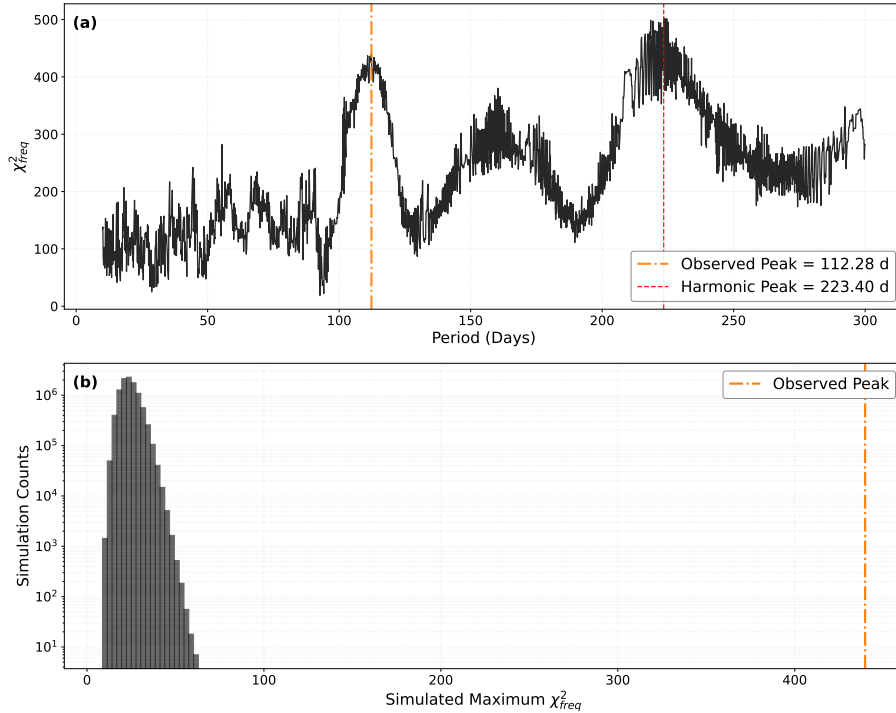 (a)
500
400
300
200
100
0
χ²_freq
0 50 100 150 200 250 300
Period (Days)
Observed Peak = 112.28 d
Harmonic Peak = 223.40 d
(b)
10⁶
10⁵
10⁴
10³
10²
10¹
Simulation Counts
Observed Peak
0 100 200 300 400
Simulated Maximum χ²_freq